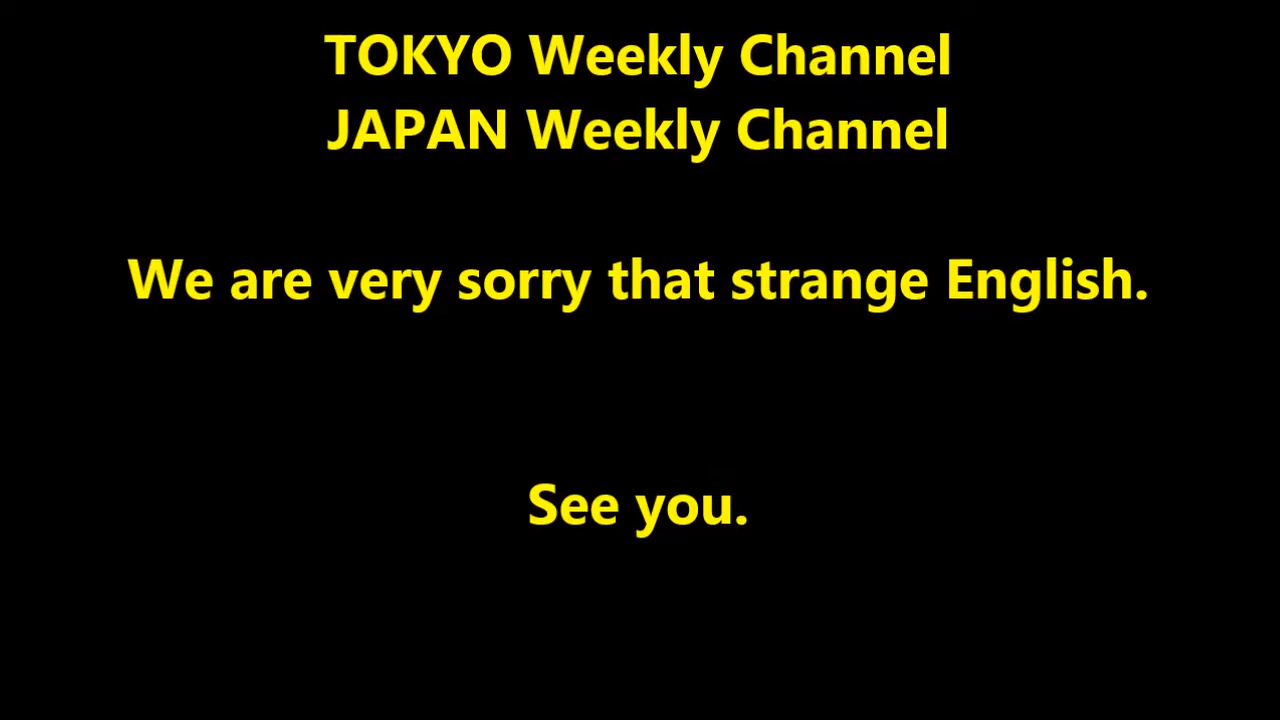 TOKYO Weekly Channel
JAPAN Weekly Channel
We are very sorry that strange English.
See you.